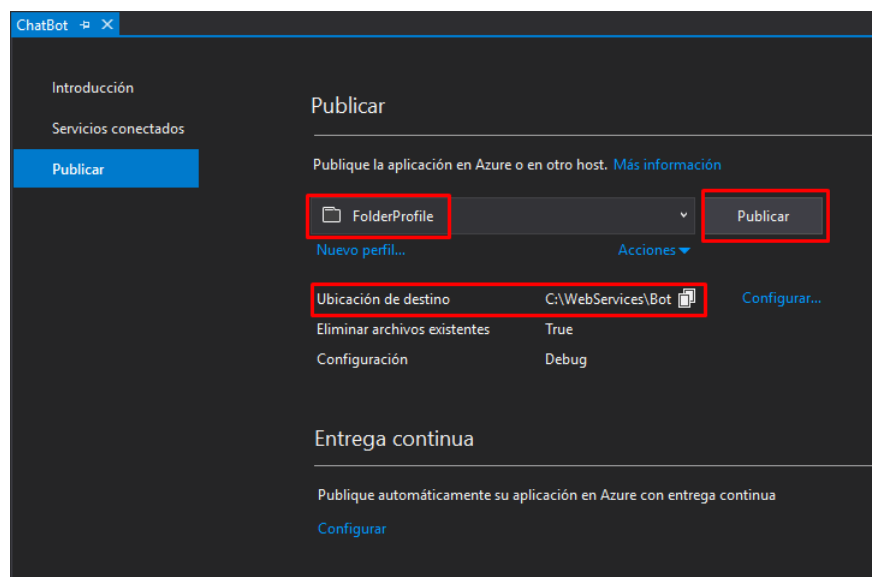 ChatBot
Introducción
Servicios conectados
Publicar
Publicar
Publique la aplicación en Azure o en otro host. Más información
FolderProfile
Publicar
Nuevo perfil...
Acciones
Ubicación de destino C:\WebServices\Bot Configurar...
Eliminar archivos existentes True
Configuración Debug
Entrega continua
Publique automáticamente su aplicación en Azure con entrega continua
Configurar